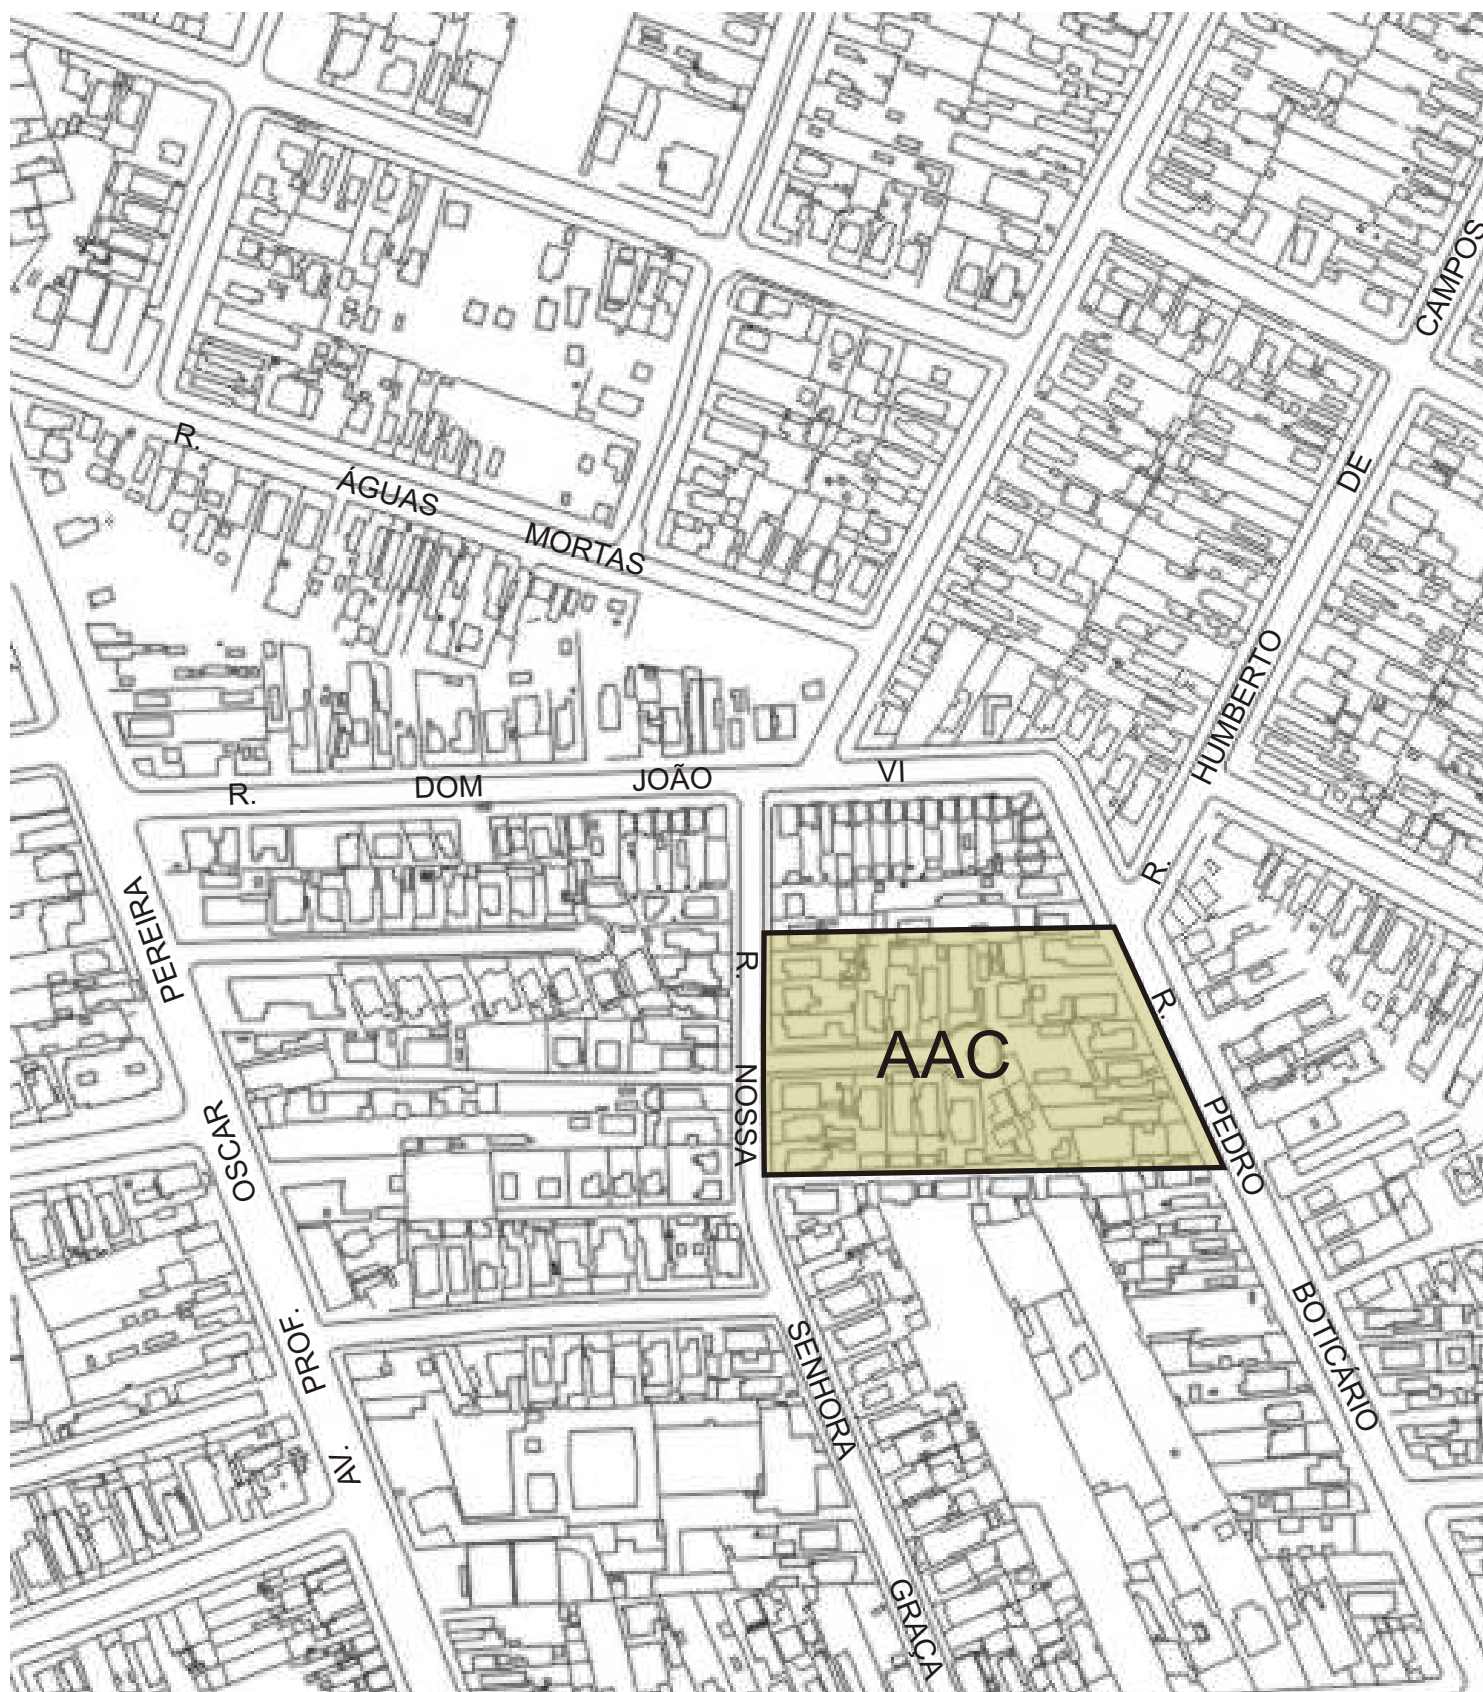 CAMPOS
DE
HUMBERTO
R.
R.
ÁGUAS
MORTAS
R.
DOM
JOÃO
VI
PEREIRA
OSCAR
PROF.
AV.
R.
NOSSA
SENHORA
GRAÇA
AAC
R.
PEDRO
BOTICÁRIO